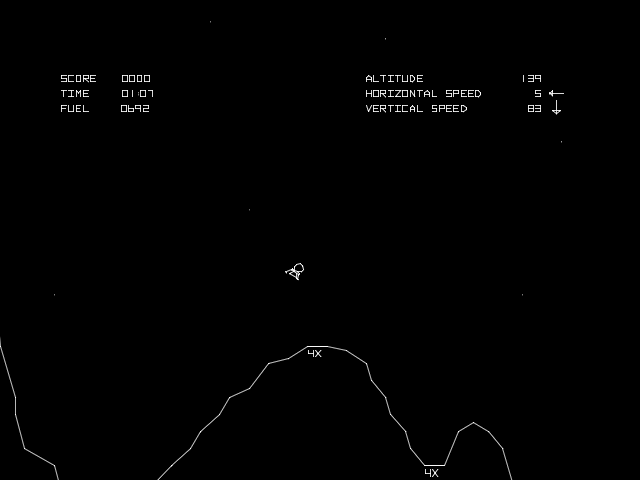 SCORE 0000
TIME 01:07
FUEL 0692
ALTITUDE 139
HORIZONTAL SPEED 5 ←
VERTICAL SPEED 83 ↓
4X
4X